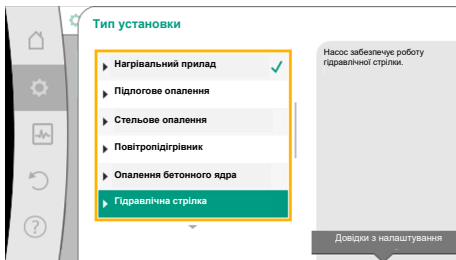 Тип установки
Нагрівальний прилад
Підлогове опалення
Стельове опалення
Повітропідігрівник
Опалення бетонного ядра
Гідравлічна стрілка
Насос забезпечує роботу
гідравлічної стрілки.
Довідки з налаштування